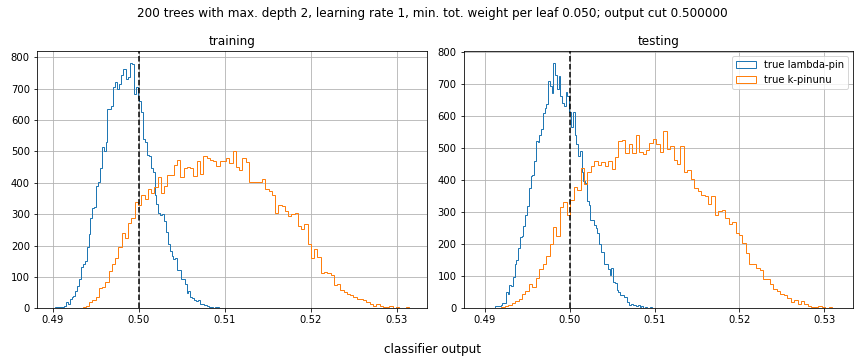 200 trees with max. depth 2, learning rate 1, min. tot. weight per leaf 0.050; output cut 0.500000
training
800
700
600
500
400
300
200
100
0
0.49 0.50 0.51 0.52 0.53
testing
true lambda-pin
true k-pinunu
800
700
600
500
400
300
200
100
0
0.49 0.50 0.51 0.52 0.53
classifier output